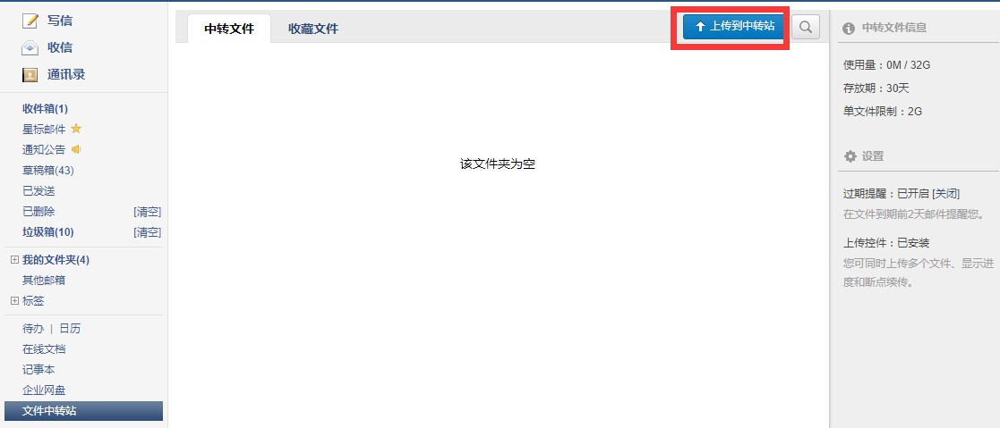 写信
收信
通讯录
收件箱(1)
星标邮件
通知公告
草稿箱(43)
已发送
已删除 [清空]
垃圾箱(10) [清空]
我的文件夹(4)
其他邮箱
标签
待办 | 日历
在线文档
记事本
企业网盘
文件中转站
中转文件 收藏文件 上传到中转站
该文件夹为空
中转文件信息
使用量：0M / 32G
存放期：30天
单文件限制：2G
设置
过期提醒：已开启 [关闭]
在文件到期前2天邮件提醒您。
上传控件：已安装
您可同时上传多个文件、显示进
度和断点续传。